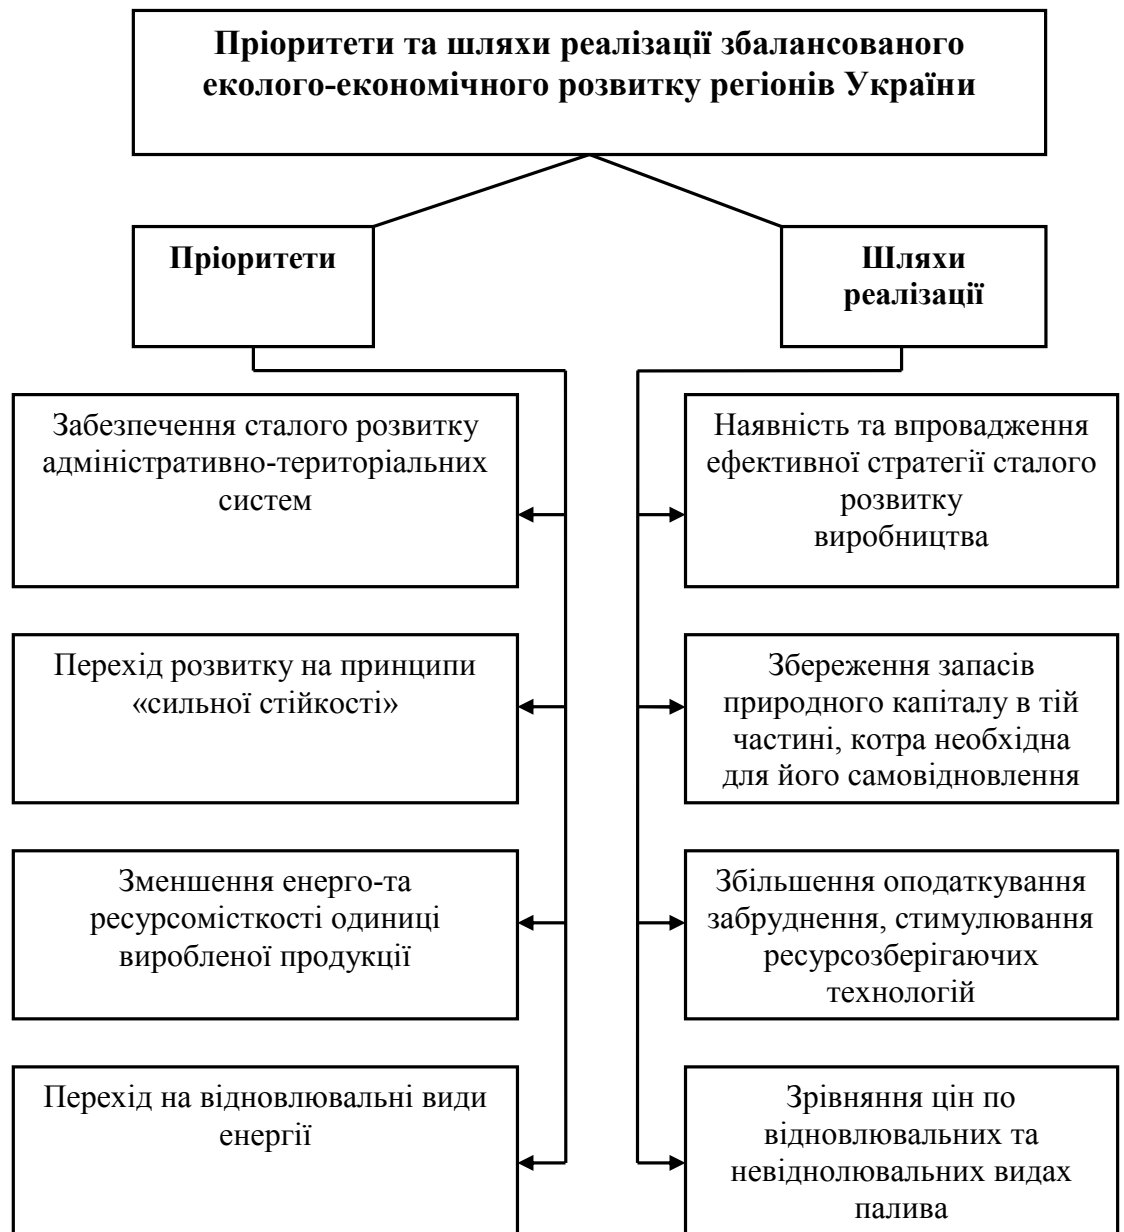 Пріоритети та шляхи реалізації збалансованого
еколого-економічного розвитку регіонів України
Пріоритети
Шляхи
реалізації
Забезпечення сталого розвитку
адміністративно-територіальних
систем
Наявність та впровадження
ефективної стратегії сталого
розвитку
виробництва
Перехід розвитку на принципи
«сильної стійкості»
Збереження запасів
природного капіталу в тій
частині, котра необхідна
для його самовідновлення
Зменшення енерго-та
ресурсомісткості одиниці
виробленої продукції
Збільшення оподаткування
забруднення, стимулювання
ресурсозберігаючих
технологій
Перехід на відновлювальні види
енергії
Зрівняння цін по
відновлювальних та
невіднолювальних видах
палива